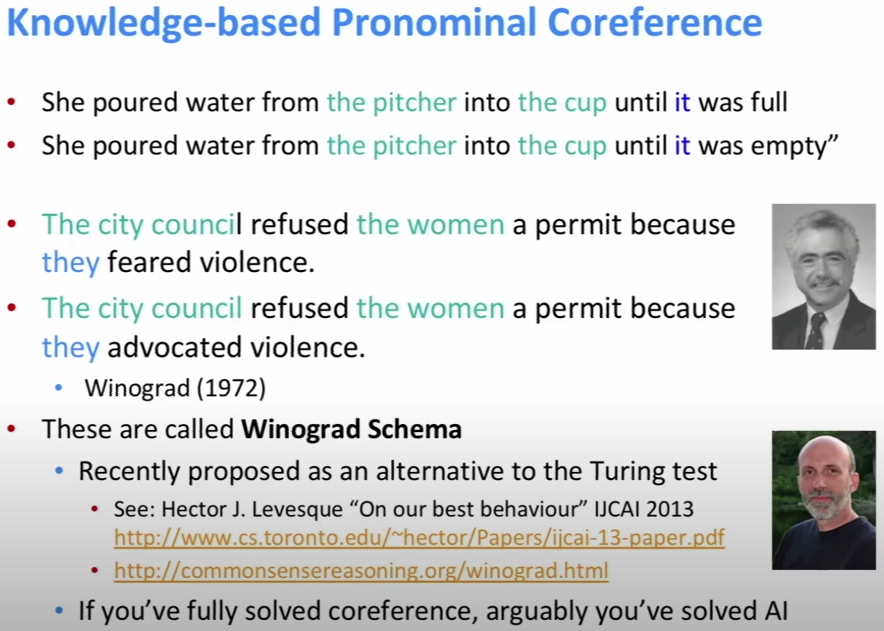 Knowledge-based Pronominal Coreference
• She poured water from the pitcher into the cup until it was full
• She poured water from the pitcher into the cup until it was empty”
• The city council refused the women a permit because
they feared violence.
• The city council refused the women a permit because
they advocated violence.
• Winograd (1972)
• These are called Winograd Schema
• Recently proposed as an alternative to the Turing test
• See: Hector J. Levesque “On our best behaviour” IJCAI 2013
http://www.cs.toronto.edu/~hector/Papers/ijcai-13-paper.pdf
• http://commonsensereasoning.org/winograd.html
• If you’ve fully solved coreference, arguably you’ve solved AI